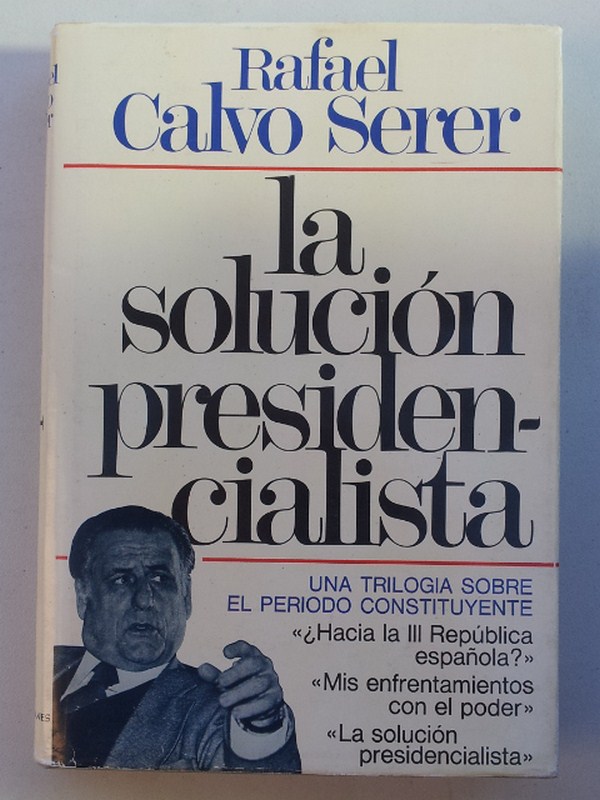 Rafael
Calvo Serer
la
solución
presiden-
cialista
UNA TRILOGIA SOBRE
EL PERIODO CONSTITUYENTE
«¿Hacia la III República
española?»
«Mis enfrentamientos
con el poder»
«La solución
presidencialista»